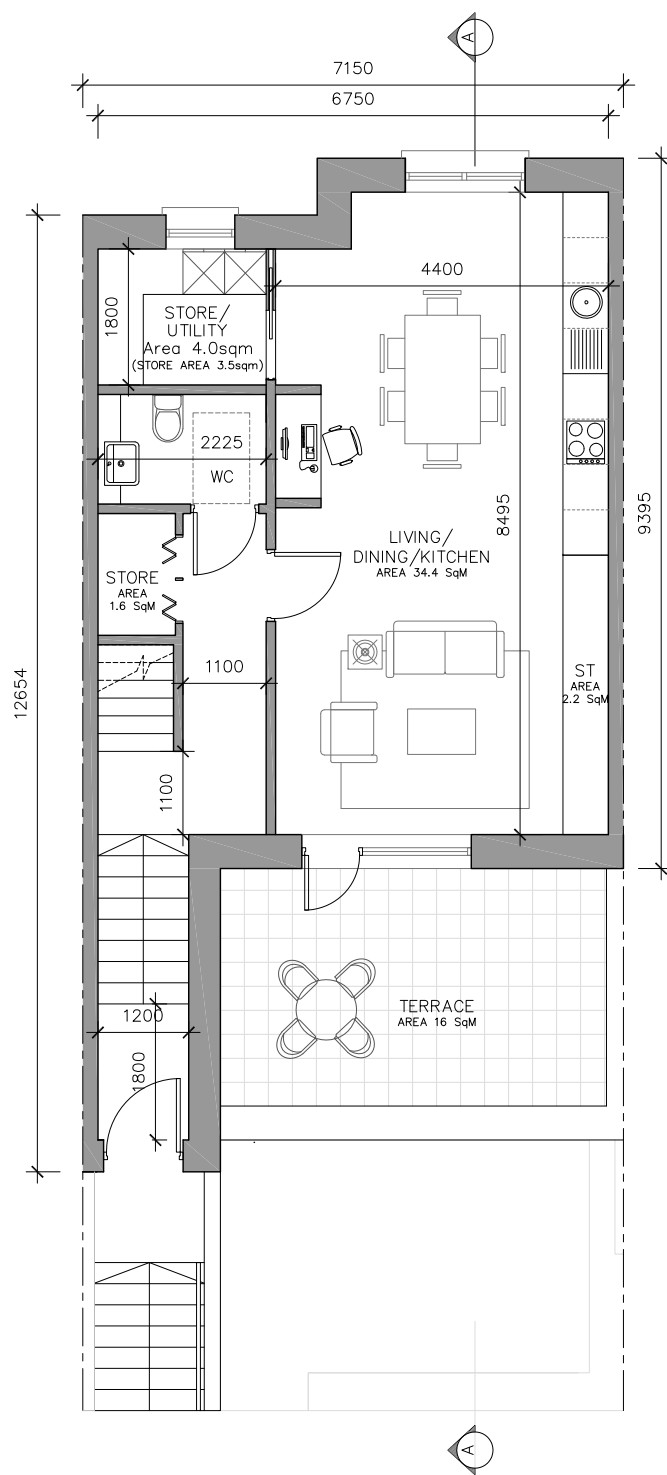 A
7150
6750
4400
1800
STORE/
UTILITY
Area 4.0sqm
(STORE AREA 3.5sqm)
2225
WC
8495
9395
LIVING/
DINING/KITCHEN
AREA 34.4 SqM
STORE
AREA
1.6 SqM
1100
ST
AREA
2.2 SqM
12654
1100
1200
1800
TERRACE
AREA 16 SqM
A